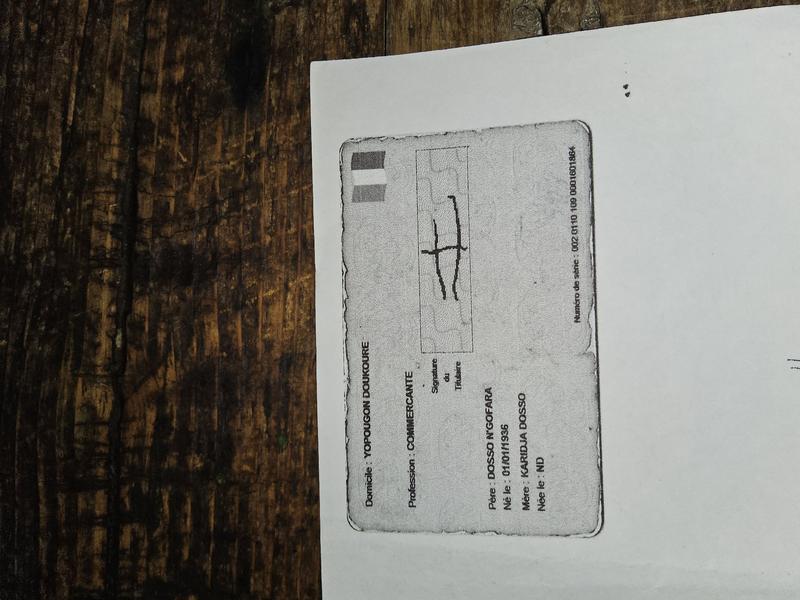 Domicile : YOPOUGON DOUKOURE
Profession : COMMERCANTE
Signature
du
Titulaire
Père : DOSSO N'GOFARA
Né le : 01/01/1936
Mère : KARIDJA DOSSO
Née le : ND
Numéro de série : 002 0110 109 0001601864